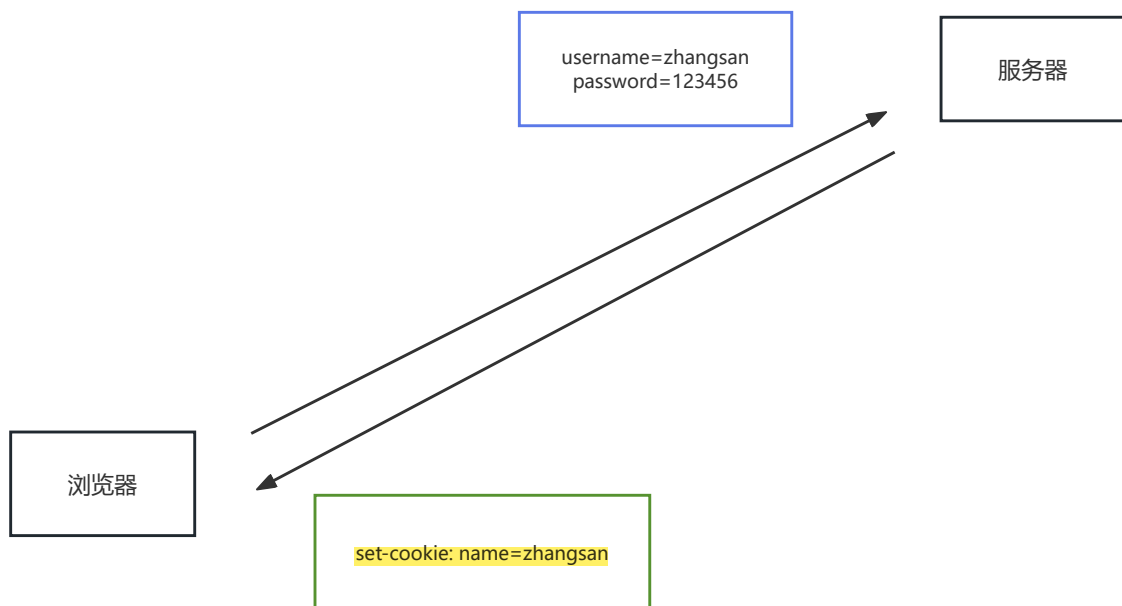 username=zhangsan
password=123456
服务器
浏览器
set-cookie: name=zhangsan